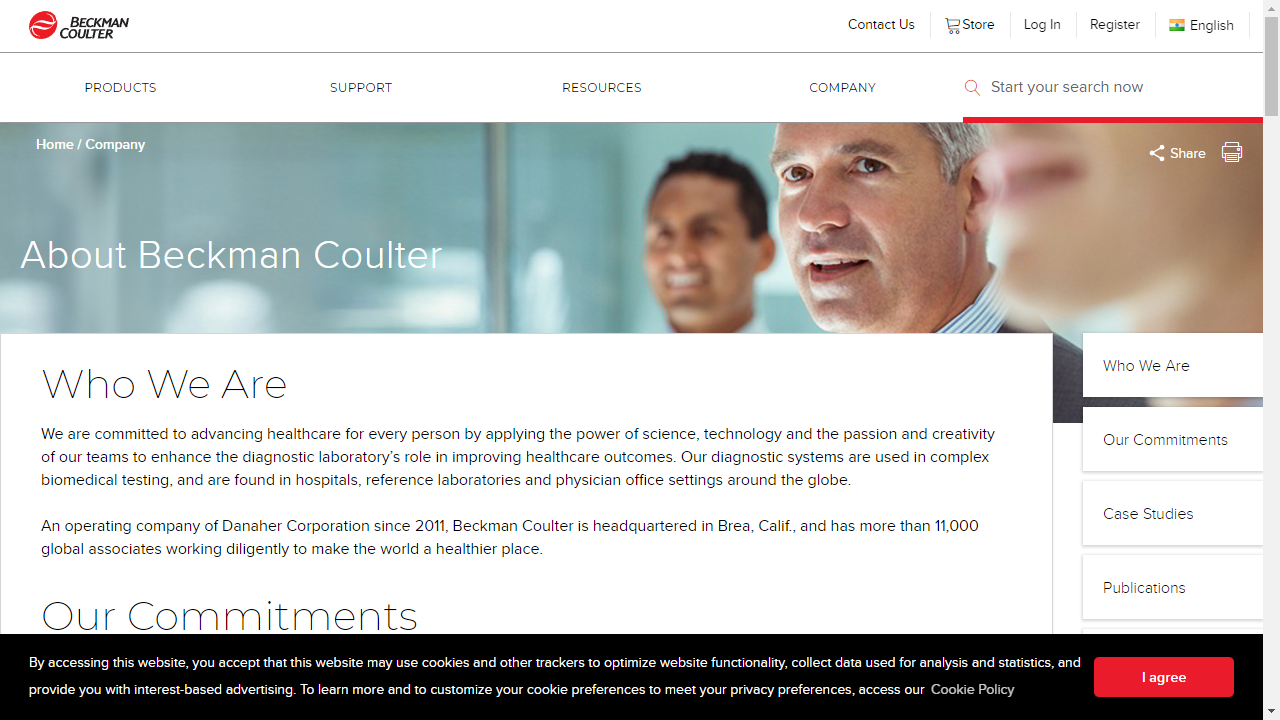 BECKMAN
COULTER
Contact Us
Store
Log In
Register
English
PRODUCTS
SUPPORT
RESOURCES
COMPANY
Start your search now
Home / Company
Share
About Beckman Coulter
Who We Are
We are committed to advancing healthcare for every person by applying the power of science, technology and the passion and creativity
of our teams to enhance the diagnostic laboratory’s role in improving healthcare outcomes. Our diagnostic systems are used in complex
biomedical testing, and are found in hospitals, reference laboratories and physician office settings around the globe.
An operating company of Danaher Corporation since 2011, Beckman Coulter is headquartered in Brea, Calif., and has more than 11,000
global associates working diligently to make the world a healthier place.
Our Commitments
Who We Are
Our Commitments
Case Studies
Publications
By accessing this website, you accept that this website may use cookies and other trackers to optimize website functionality, collect data used for analysis and statistics, and
provide you with interest-based advertising. To learn more and to customize your cookie preferences to meet your privacy preferences, access our Cookie Policy
I agree